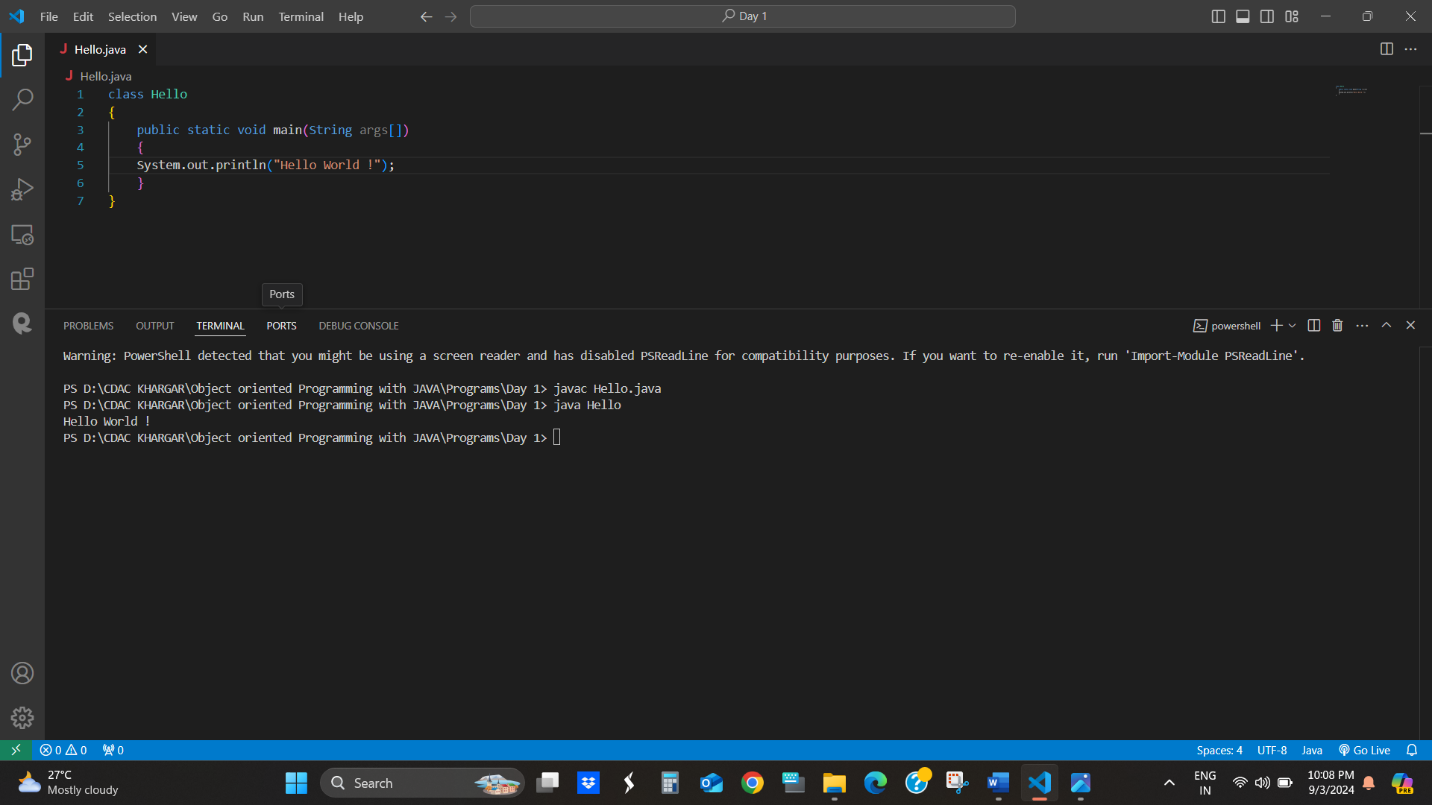 File Edit Selection View Go Run Terminal Help
Day 1
J Hello.java
J Hello.java
1 class Hello
2 {
3 public static void main(String args[])
4 {
5 System.out.println("Hello World !");
6 }
7 }
Ports
PROBLEMS OUTPUT TERMINAL PORTS DEBUG CONSOLE powershell
Warning: PowerShell detected that you might be using a screen reader and has disabled PSReadLine for compatibility purposes. If you want to re-enable it, run 'Import-Module PSReadLine'.
PS D:\CDAC KHARGAR\Object oriented Programming with JAVA\Programs\Day 1> javac Hello.java
PS D:\CDAC KHARGAR\Object oriented Programming with JAVA\Programs\Day 1> java Hello
Hello World !
PS D:\CDAC KHARGAR\Object oriented Programming with JAVA\Programs\Day 1>
0 0 0 Spaces: 4 UTF-8 Java Go Live
27°C
Mostly cloudy
Search
ENG
IN
10:08 PM
9/3/2024
PRE